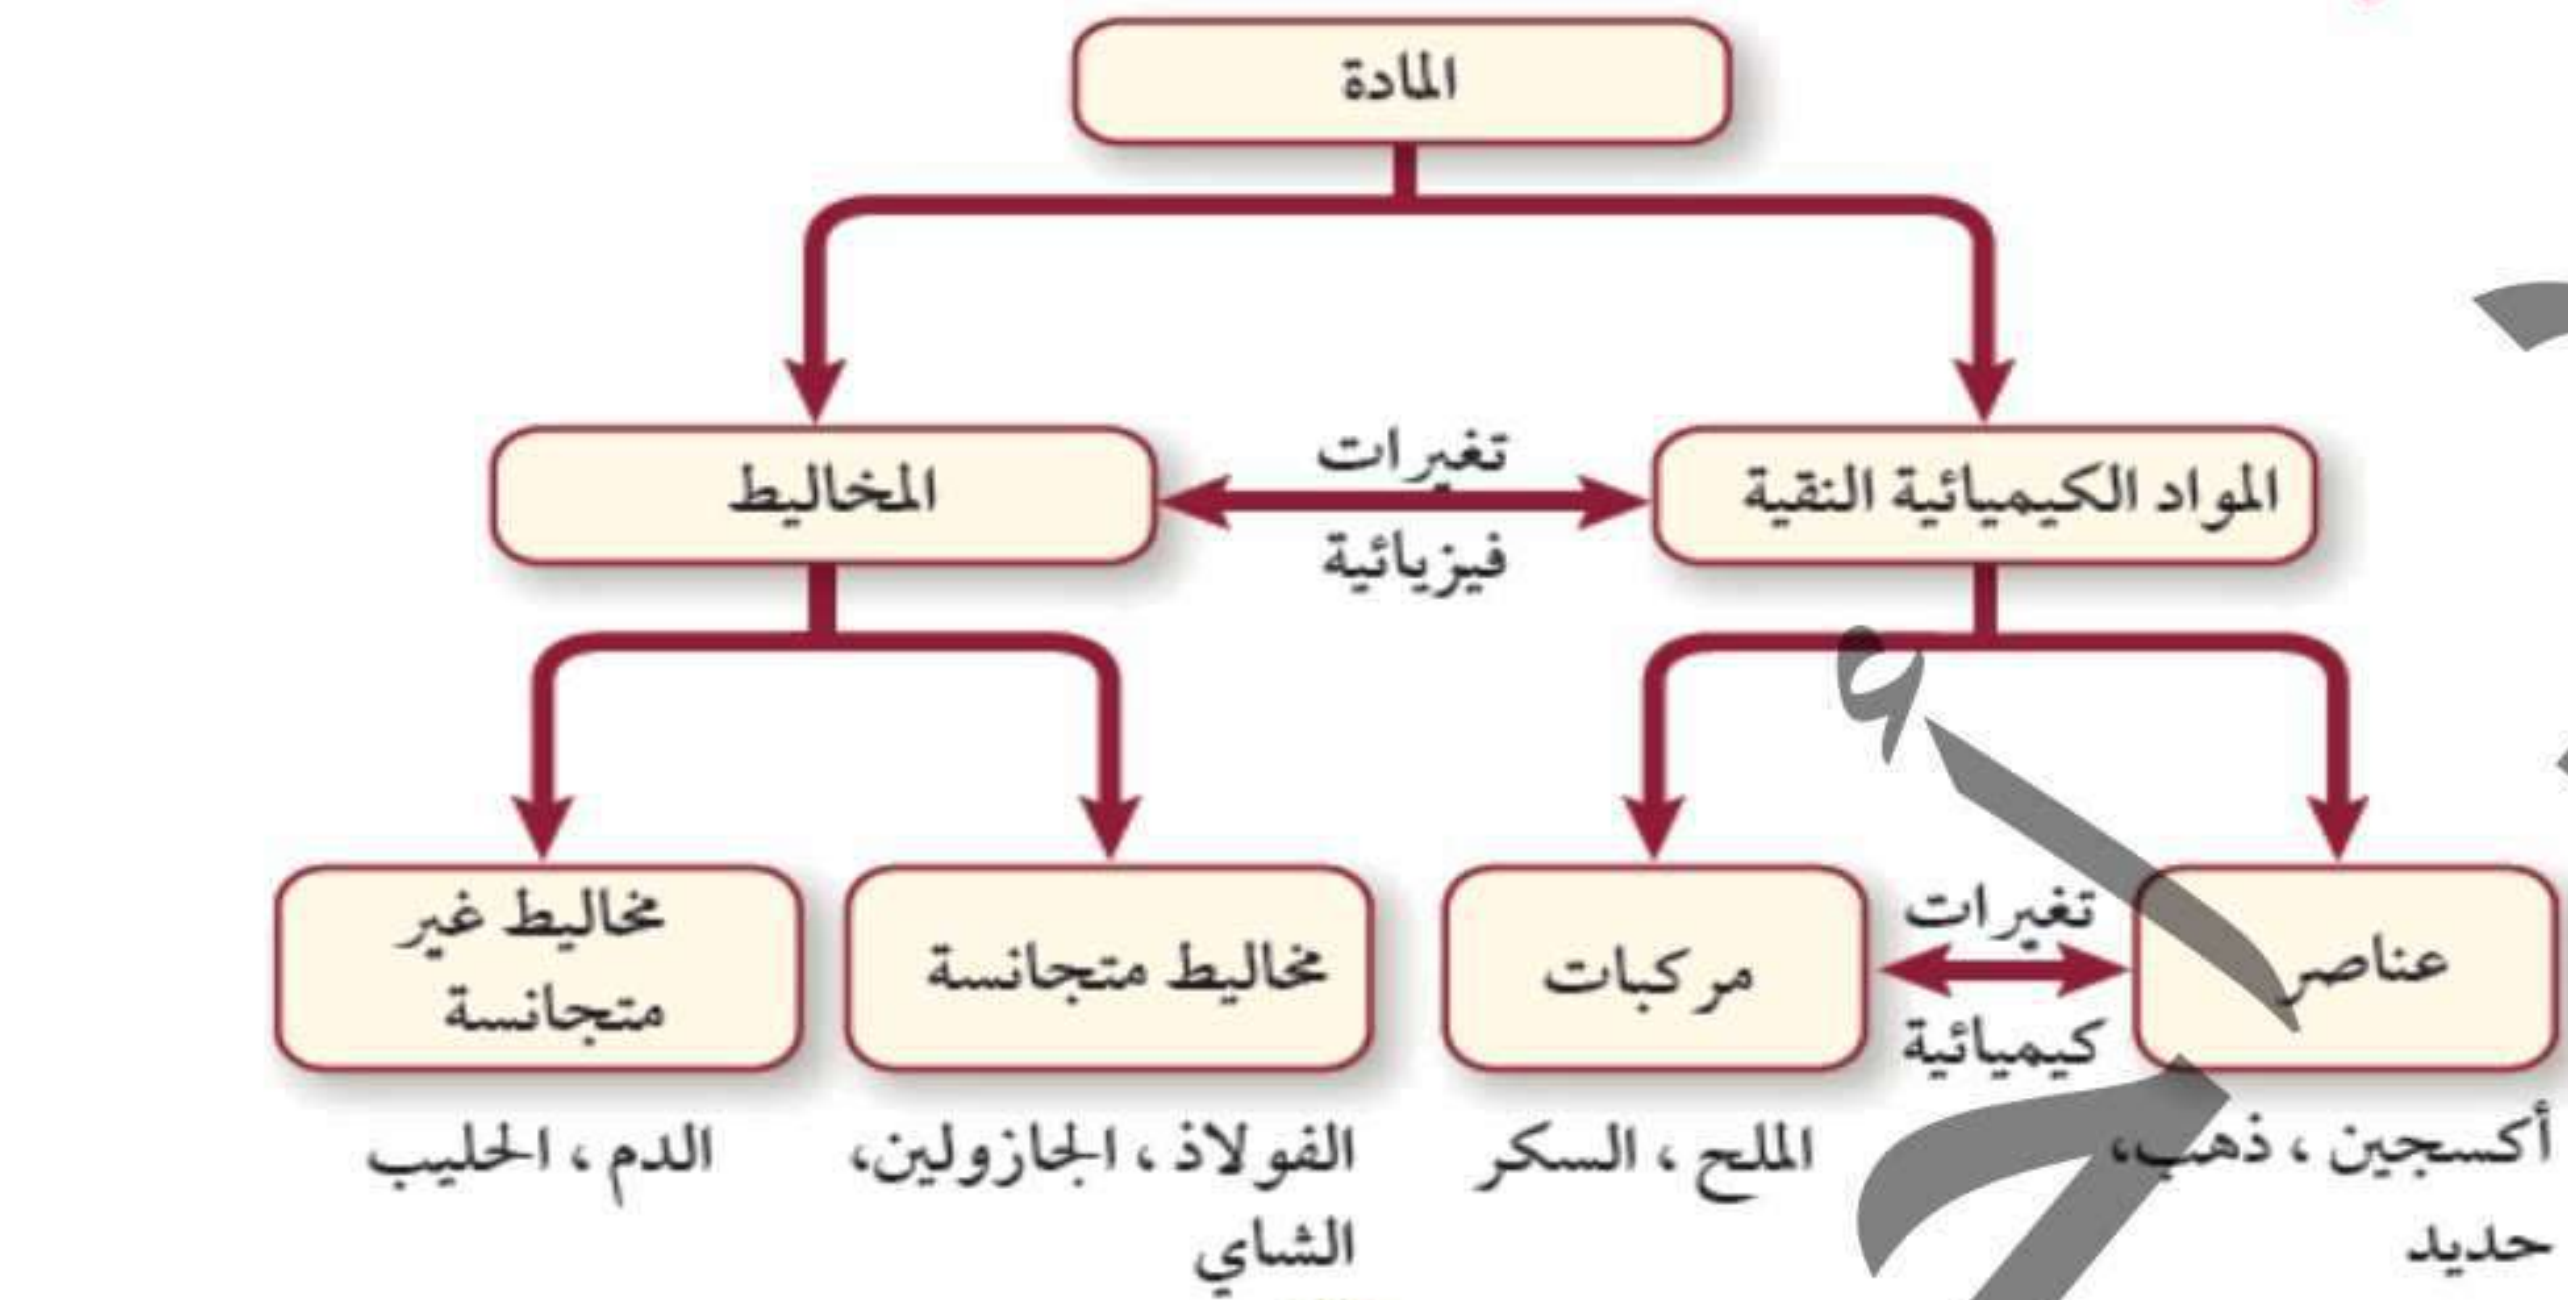 المادة
المواد الكيميائية النقية
تغيرات
فيزيائية
المخاليط
عناصر
تغيرات
كيميائية
مركبات
مخاليط متجانسة
مخاليط غير
متجانسة
أكسجين ، ذهب،
حديد
الملح ، السكر
الفولاذ ، الجازولين،
الشاي
الدم ، الحليب